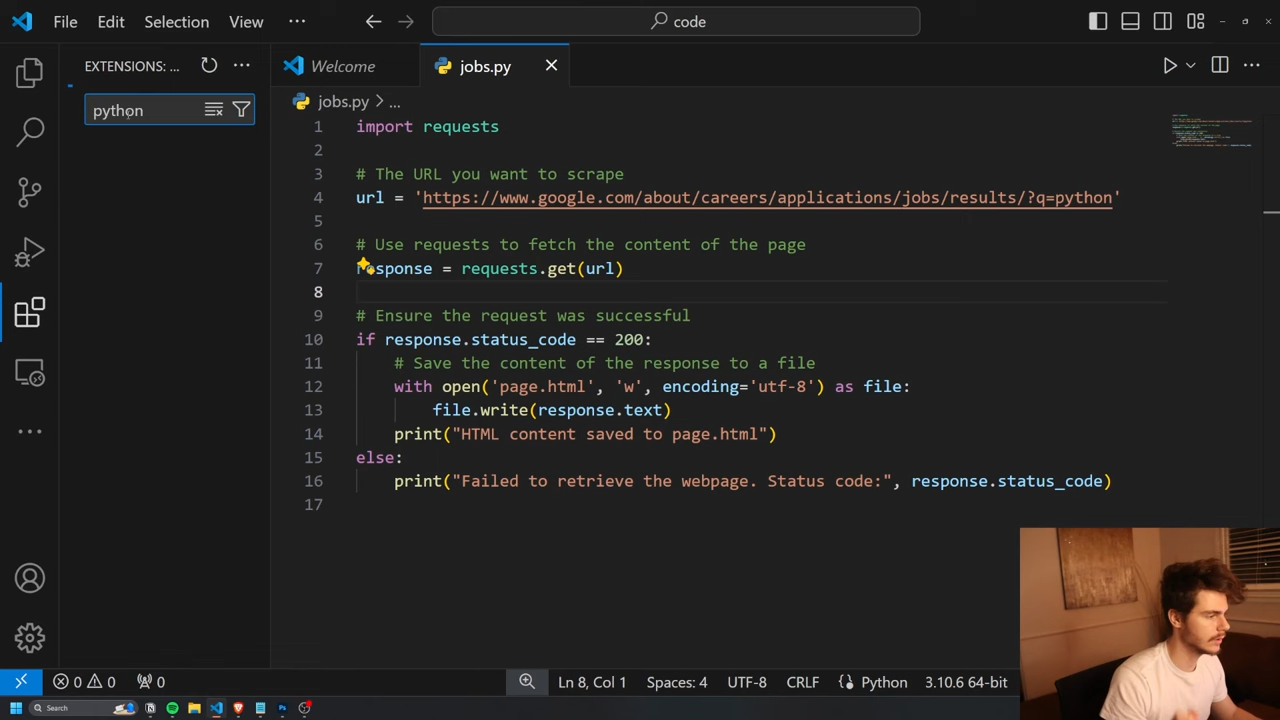 File Edit Selection View ··· code
EXTENSIONS: ... ···
Welcome
jobs.py
python
jobs.py > ...
1 import requests
2
3 # The URL you want to scrape
4 url = 'https://www.google.com/about/careers/applications/jobs/results/?q=python'
5
6 # Use requests to fetch the content of the page
7 response = requests.get(url)
8
9 # Ensure the request was successful
10 if response.status_code == 200:
11 # Save the content of the response to a file
12 with open('page.html', 'w', encoding='utf-8') as file:
13 file.write(response.text)
14 print("HTML content saved to page.html")
15 else:
16 print("Failed to retrieve the webpage. Status code:", response.status_code)
17
0 0 0 Ln 8, Col 1 Spaces: 4 UTF-8 CRLF Python 3.10.6 64-bit
Search